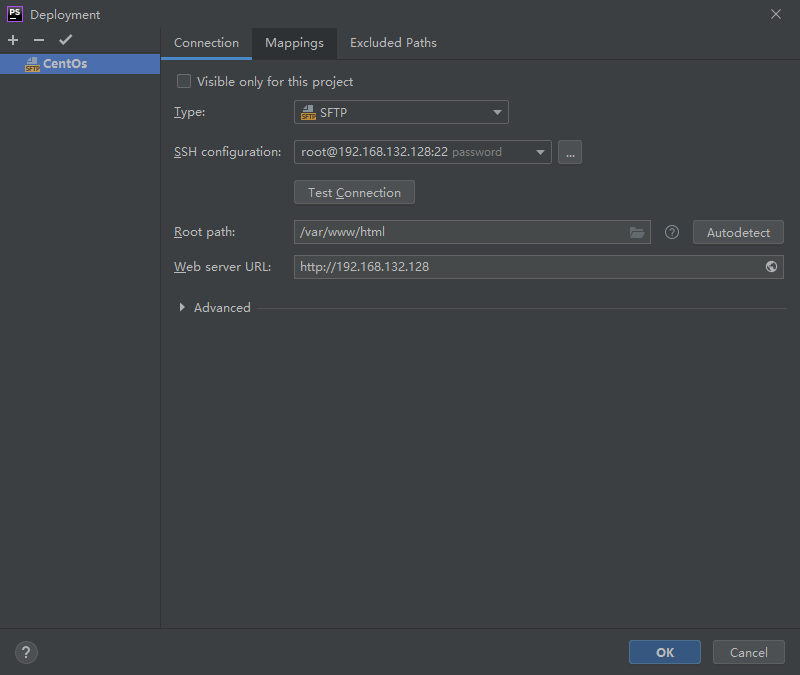 PS Deployment
SFTP CentOs
Connection Mappings Excluded Paths
Visible only for this project
Type: SFTP SFTP
SSH configuration: root@192.168.132.128:22 password ...
Test Connection
Root path: /var/www/html ? Autodetect
Web server URL: http://192.168.132.128
Advanced
? OK Cancel